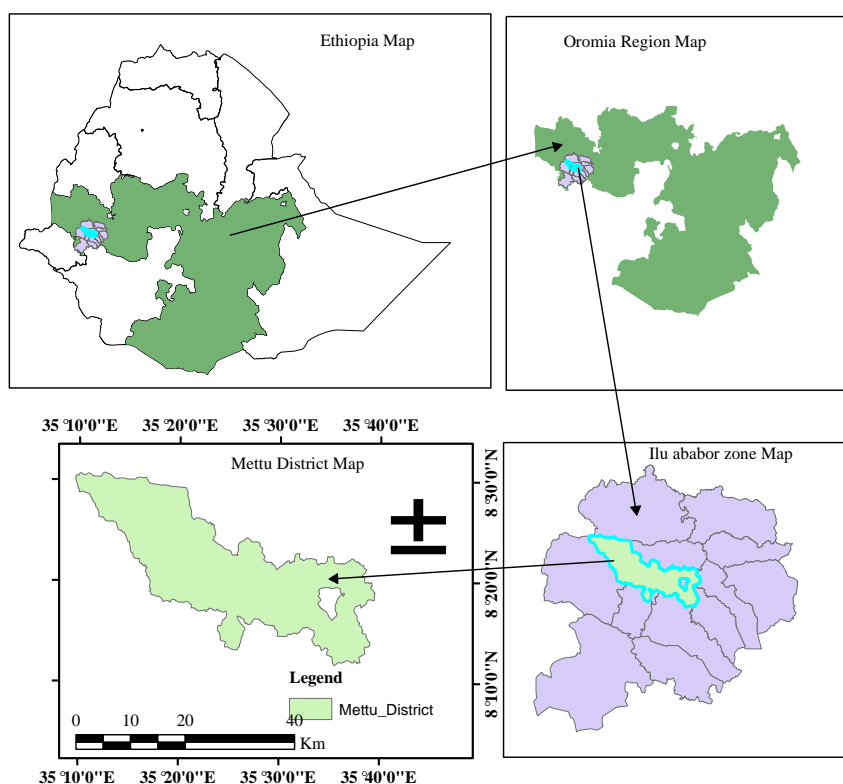 Ethiopia Map
Oromia Region Map
35°10'0"E 35°20'0"E 35°30'0"E 35°40'0"E
Mettu District Map
Ilu ababor zone Map
8°30'0"N
8°20'0"N
8°10'0"N
Legend
Mettu_District
0 10 20 40
Km
35°10'0"E 35°20'0"E 35°30'0"E 35°40'0"E